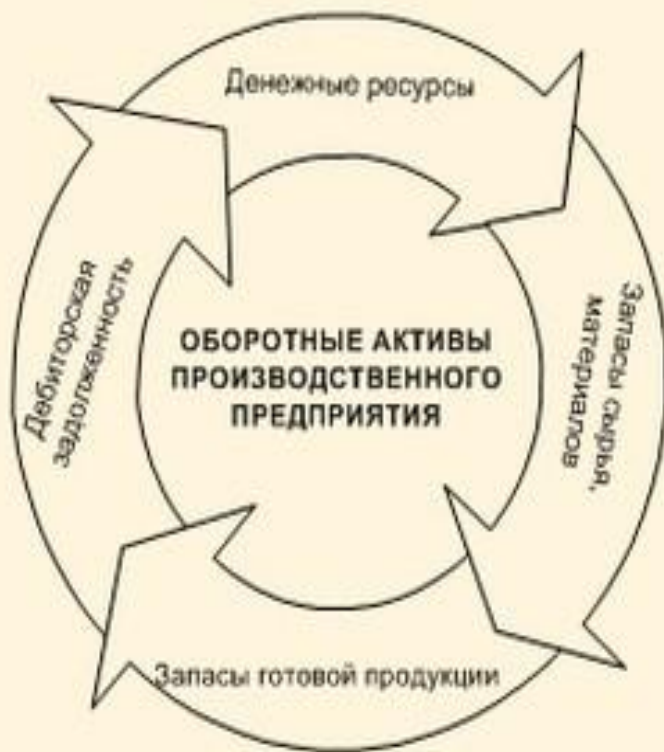 Денежные ресурсы
Запасы сырья,
материалов
ОБОРОТНЫЕ АКТИВЫ
ПРОИЗВОДСТВЕННОГО
ПРЕДПРИЯТИЯ
Дебиторская
задолженность
Запасы готовой продукции